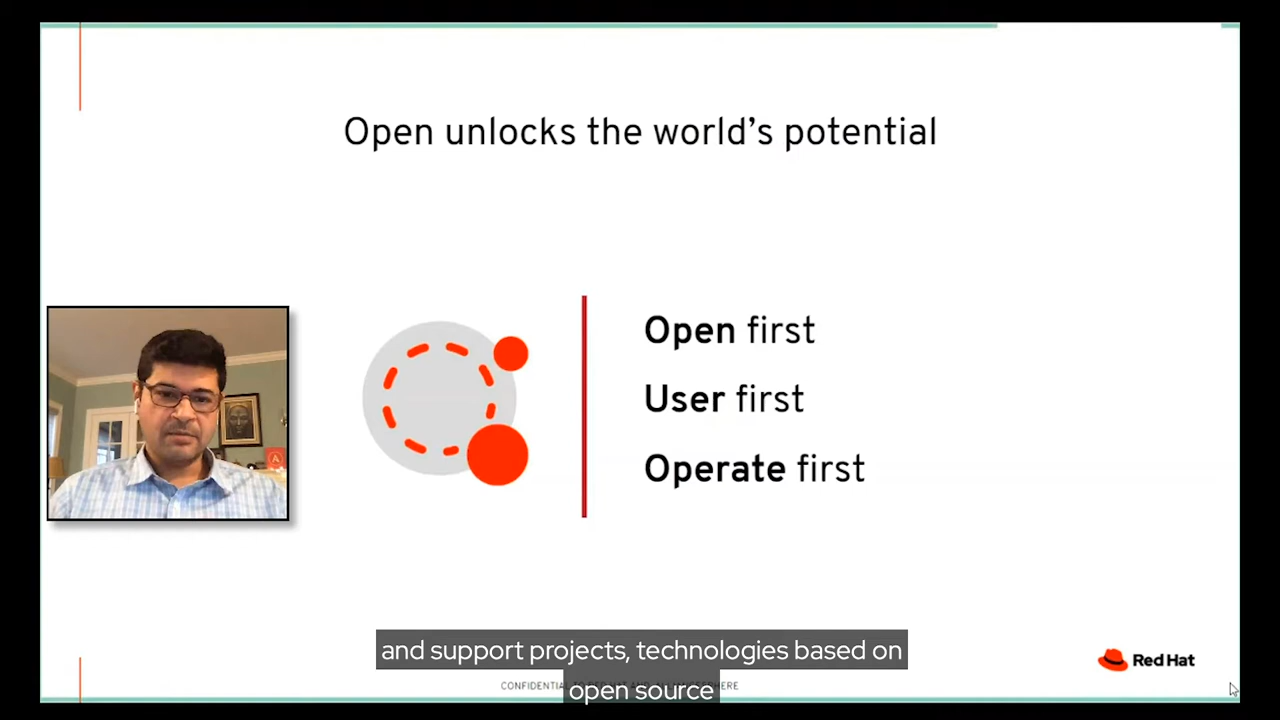 Open unlocks the world's potential
Open first
User first
Operate first
and support projects, technologies based on
open source
CONFIDENTIAL
Red Hat